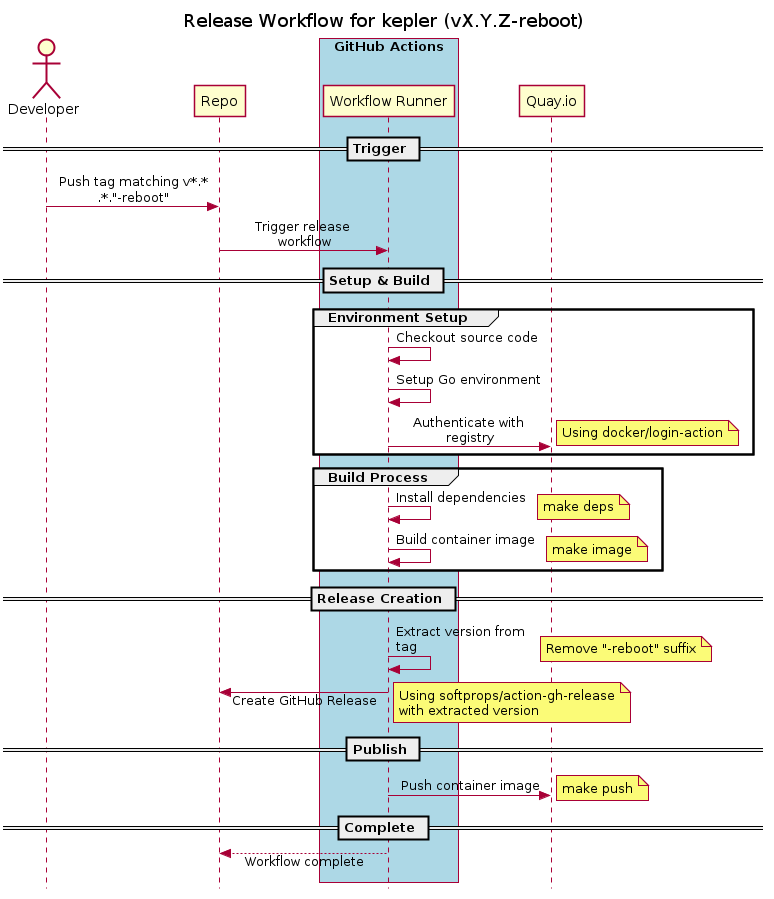 Release Workflow for kepler (vX.Y.Z-reboot)
GitHub Actions
Developer
Repo
Workflow Runner
Quay.io
Trigger
Push tag matching v*.*
.*."-reboot"
Trigger release
workflow
Setup & Build
Environment Setup
Checkout source code
Setup Go environment
Authenticate with
registry
Using docker/login-action
Build Process
Install dependencies
make deps
Build container image
make image
Release Creation
Extract version from
tag
Remove "-reboot" suffix
Create GitHub Release
Using softprops/action-gh-release
with extracted version
Publish
Push container image
make push
Complete
Workflow complete